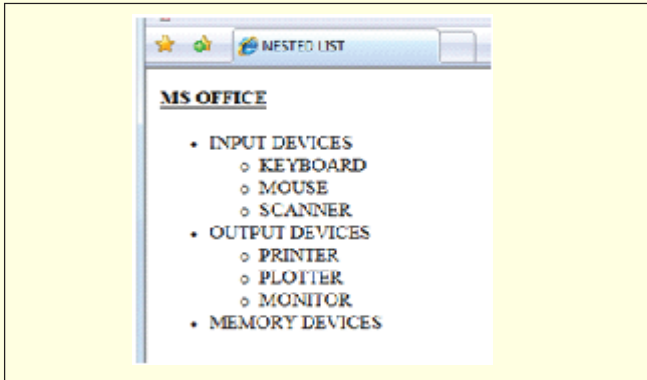 NESTED LIST
MS OFFICE
INPUT DEVICES
KEYBOARD
MOUSE
SCANNER
OUTPUT DEVICES
PRINTER
PLOTTER
MONITOR
MEMORY DEVICES